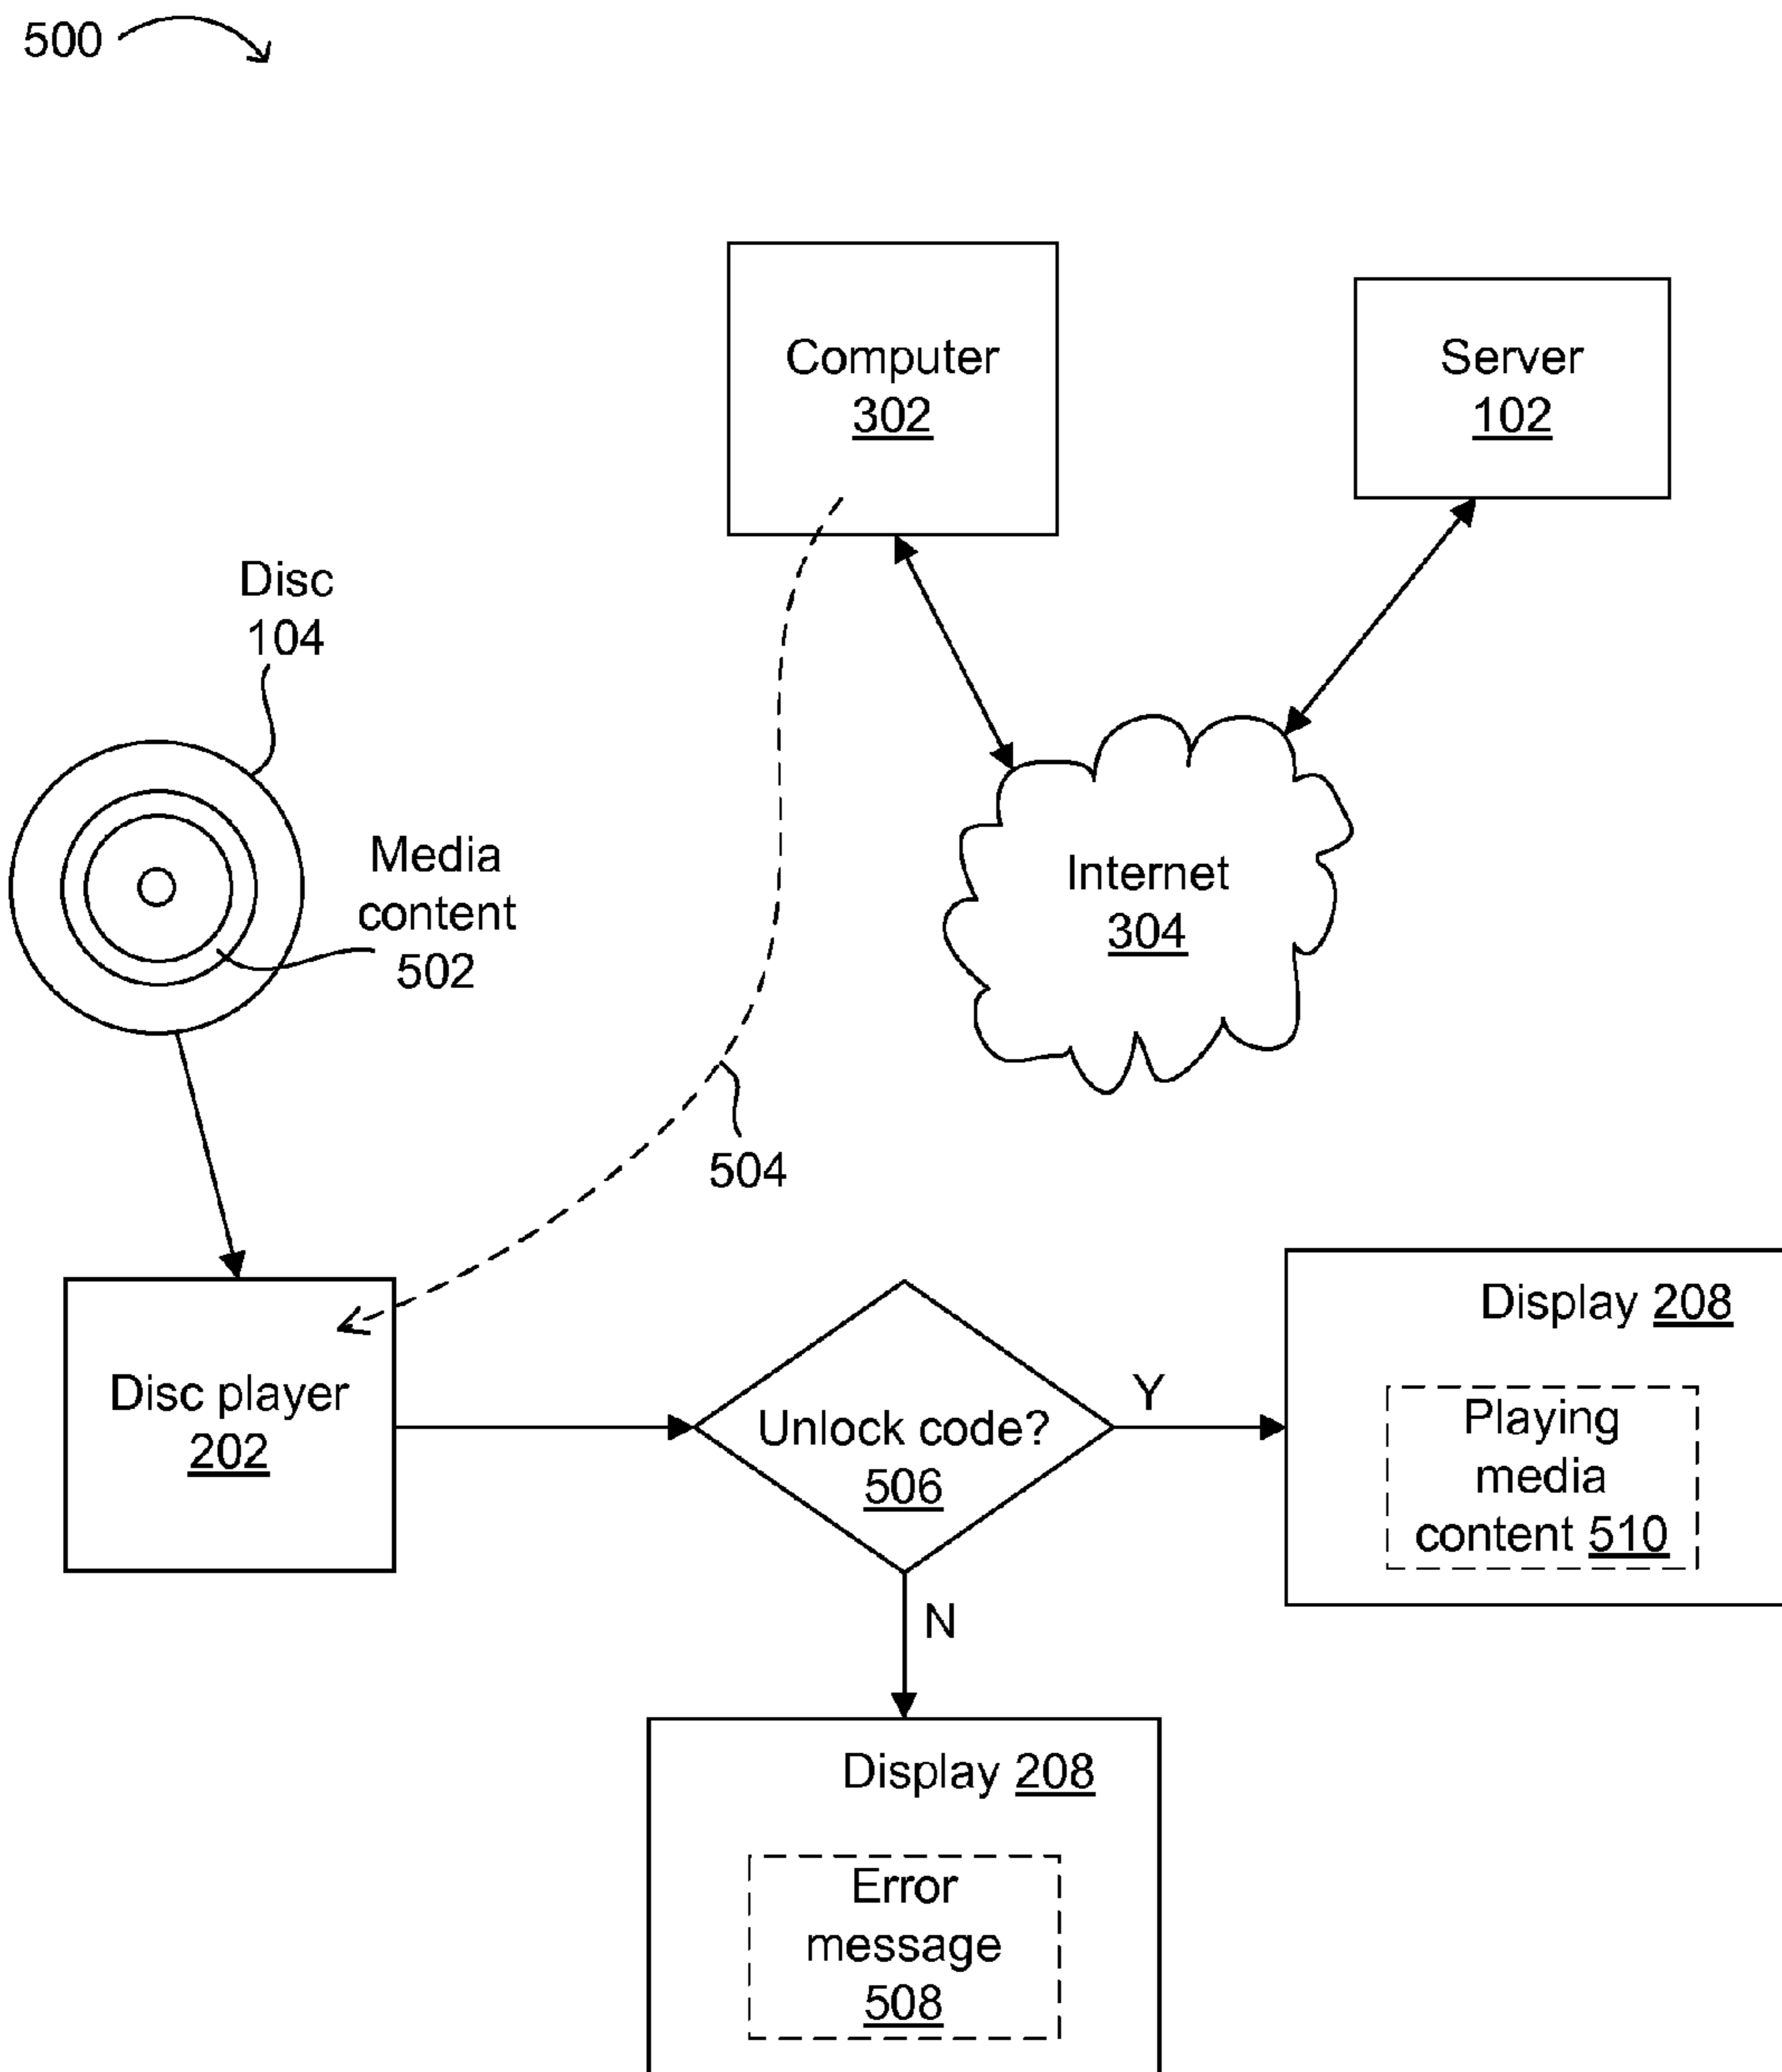 500
Computer
302
Server
102
Disc
104
Media
content
502
Internet
304
504
Disc player
202
Unlock code?
506
Y
N
Display 208
Playing
media
content 510
Display 208
Error
message
508